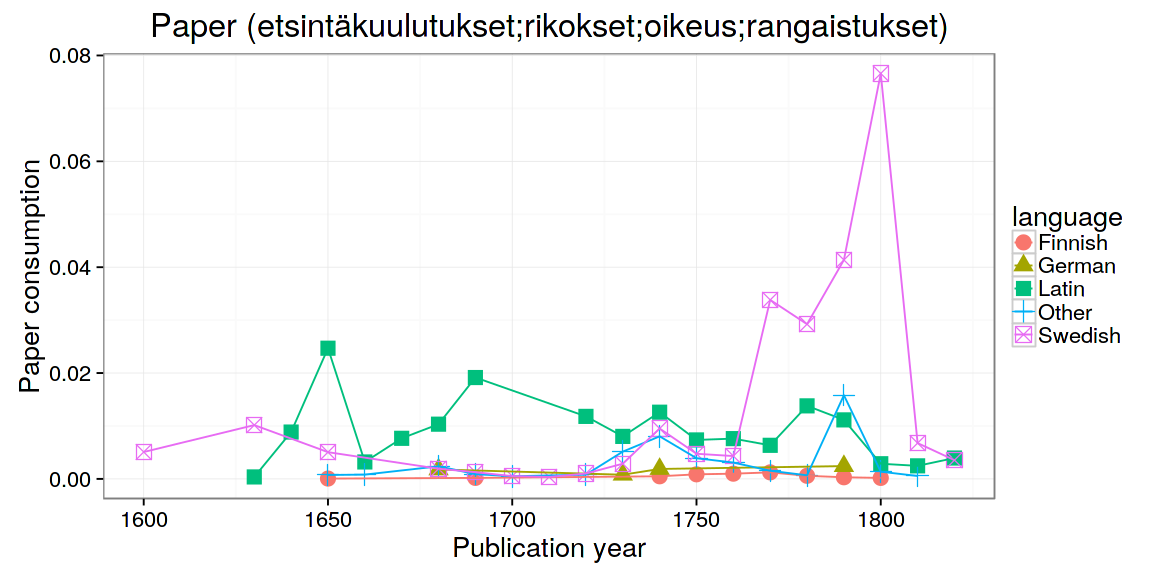 Paper (etsintäkuulutukset;rikokset;oikeus;rangaistukset)
0.08
0.06
0.04
0.02
0.00
Paper consumption
1600 1650 1700 1750 1800
Publication year
language
Finnish
German
Latin
Other
Swedish